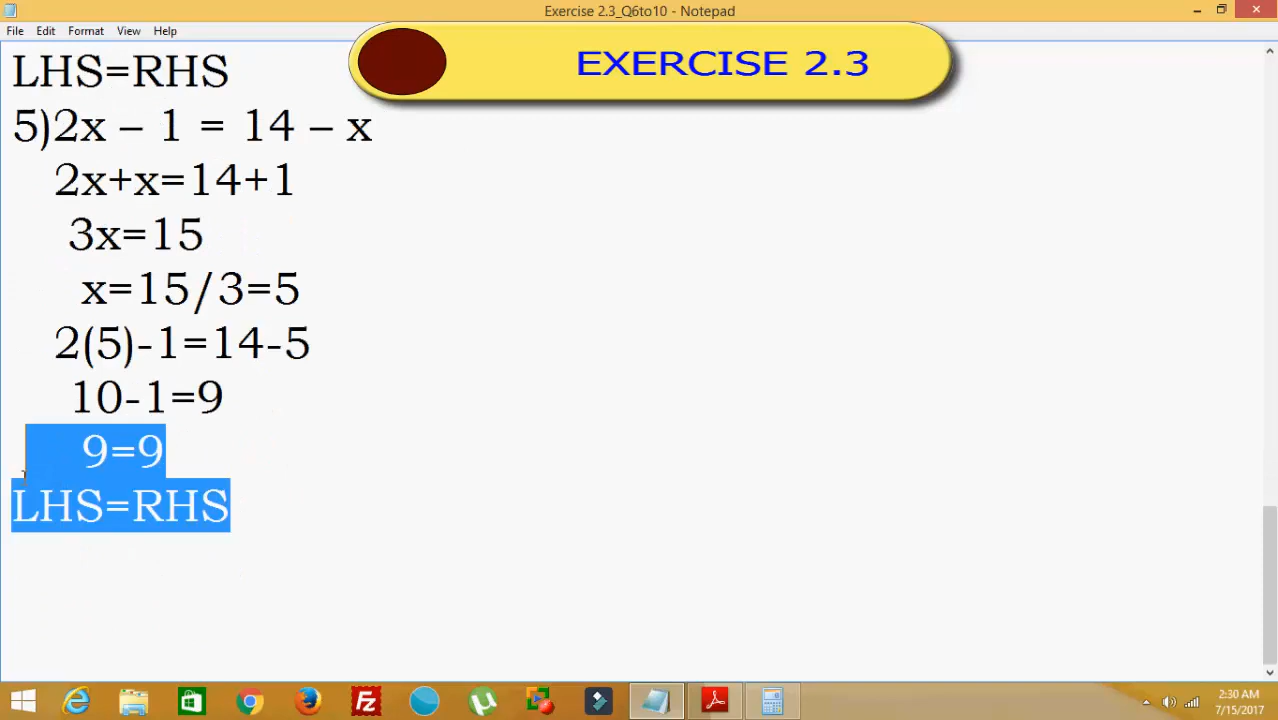 Exercise 2.3_Q6to10 - Notepad
File Edit Format View Help
EXERCISE 2.3
LHS=RHS
5)2x – 1 = 14 – x
2x+x=14+1
3x=15
x=15/3=5
2(5)-1=14-5
10-1=9
9=9
LHS=RHS
2:30 AM
7/15/2017